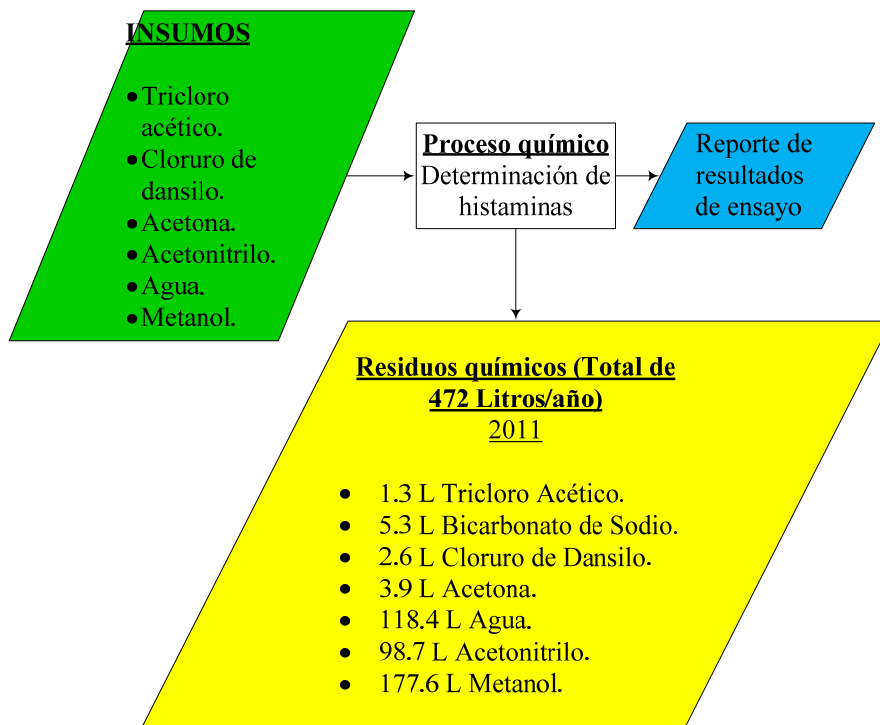 INSUMOS
• Tricloro
acético.
• Cloruro de
dansilo.
• Acetona.
• Acetonitrilo.
• Agua.
• Metanol.
Proceso químico
Determinación de
histaminas
Reporte de
resultados
de ensayo
Residuos químicos (Total de
472 Litros/año)
2011
• 1.3 L Tricloro Acético.
• 5.3 L Bicarbonato de Sodio.
• 2.6 L Cloruro de Dansilo.
• 3.9 L Acetona.
• 118.4 L Agua.
• 98.7 L Acetonitrilo.
• 177.6 L Metanol.